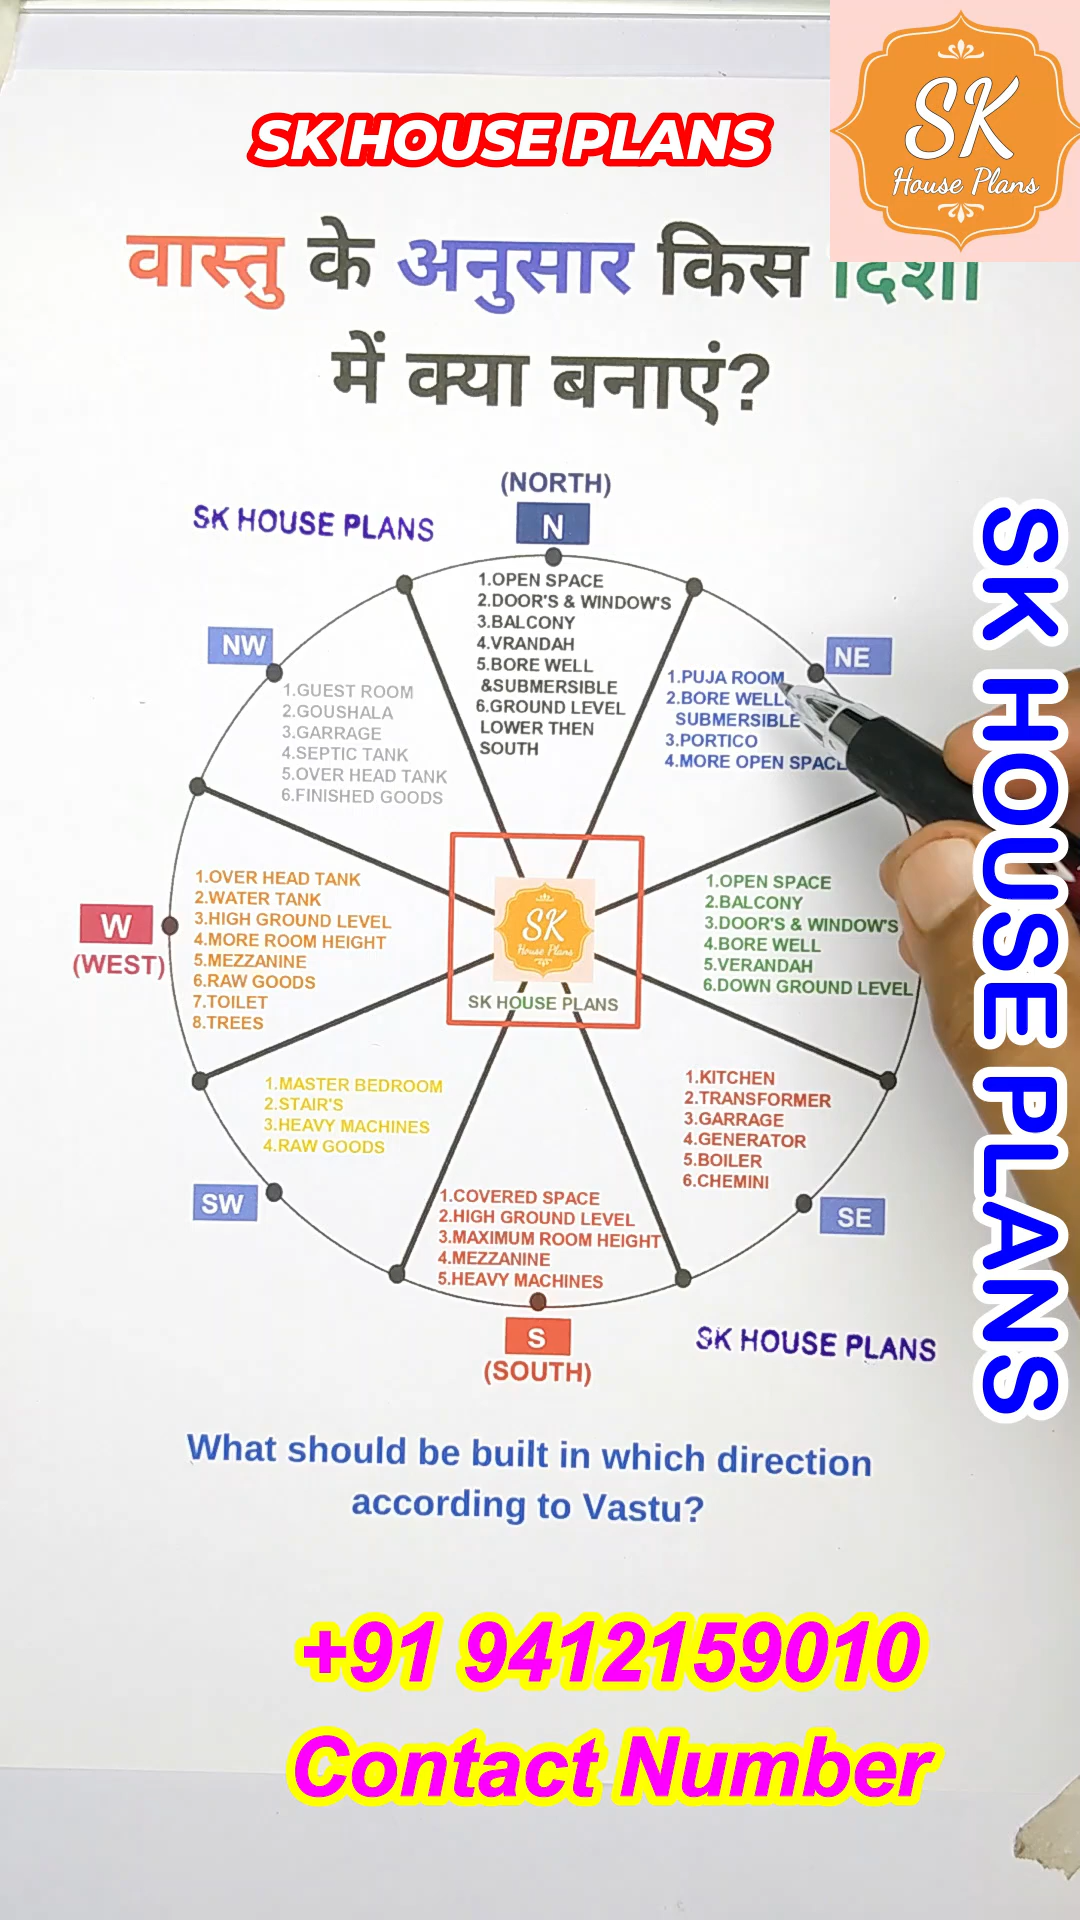 SK HOUSE PLANS
SK
House Plans
वास्तु के अनुसार किस दिशा
में क्या बनाएं?
(NORTH)
N
SK HOUSE PLANS
1.OPEN SPACE
2.DOOR'S & WINDOW'S
3.BALCONY
4.VRANDAH
5.BORE WELL
&SUBMERSIBLE
6.GROUND LEVEL
LOWER THEN
SOUTH
NW
1.GUEST ROOM
2.GOUSHALA
3.GARRAGE
4.SEPTIC TANK
5.OVER HEAD TANK
6.FINISHED GOODS
NE
1.PUJA ROOM
2.BORE WELL
SUBMERSIBLE
3.PORTICO
4.MORE OPEN SPACE
W
(WEST)
1.OVER HEAD TANK
2.WATER TANK
3.HIGH GROUND LEVEL
4.MORE ROOM HEIGHT
5.MEZZANINE
6.RAW GOODS
7.TOILET
8.TREES
SK
House Plans
SK HOUSE PLANS
1.OPEN SPACE
2.BALCONY
3.DOOR'S & WINDOW'S
4.BORE WELL
5.VERANDAH
6.DOWN GROUND LEVEL
1.MASTER BEDROOM
2.STAIR'S
3.HEAVY MACHINES
4.RAW GOODS
SW
1.KITCHEN
2.TRANSFORMER
3.GARRAGE
4.GENERATOR
5.BOILER
6.CHEMINI
SE
1.COVERED SPACE
2.HIGH GROUND LEVEL
3.MAXIMUM ROOM HEIGHT
4.MEZZANINE
5.HEAVY MACHINES
S
(SOUTH)
SK HOUSE PLANS
SK HOUSE PLANS
What should be built in which direction
according to Vastu?
+91 9412159010
Contact Number